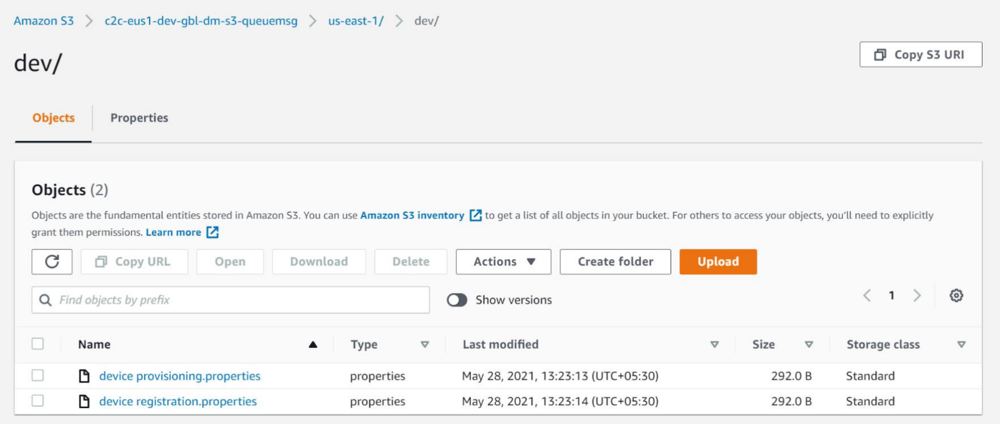 Amazon S3 > c2c-eus1-dev-gbl-dm-s3-queuemsg > us-east-1/ > dev/
dev/
Copy S3 URI
Objects Properties
Objects (2)
Objects are the fundamental entities stored in Amazon S3. You can use Amazon S3 inventory to get a list of all objects in your bucket. For others to access your objects, you'll need to explicitly
grant them permissions. Learn more
Copy URL Open Download Delete Actions Create folder Upload
Find objects by prefix Show versions 1
Name Type Last modified Size Storage class
device provisioning.properties properties May 28, 2021, 13:23:13 (UTC+05:30) 292.0 B Standard
device registration.properties properties May 28, 2021, 13:23:14 (UTC+05:30) 292.0 B Standard